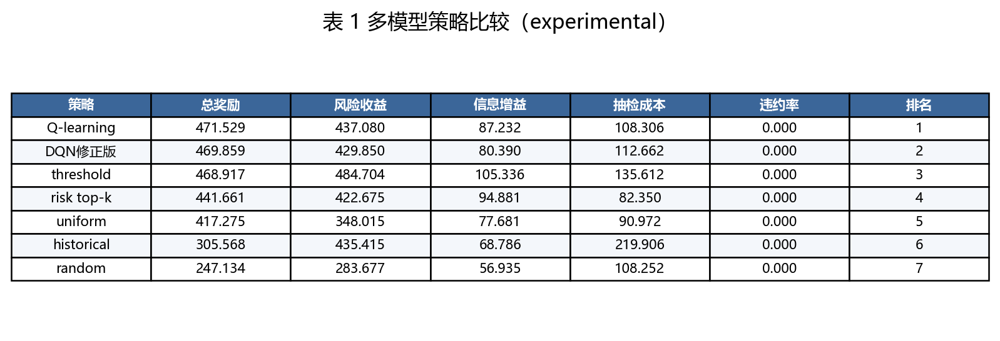 表 1 多模型策略比较（experimental）
策略 总奖励 风险收益 信息增益 抽检成本 违约率 排名
Q-learning 471.529 437.080 87.232 108.306 0.000 1
DQN修正版 469.859 429.850 80.390 112.662 0.000 2
threshold 468.917 484.704 105.336 135.612 0.000 3
risk top-k 441.661 422.675 94.881 82.350 0.000 4
uniform 417.275 348.015 77.681 90.972 0.000 5
historical 305.568 435.415 68.786 219.906 0.000 6
random 247.134 283.677 56.935 108.252 0.000 7